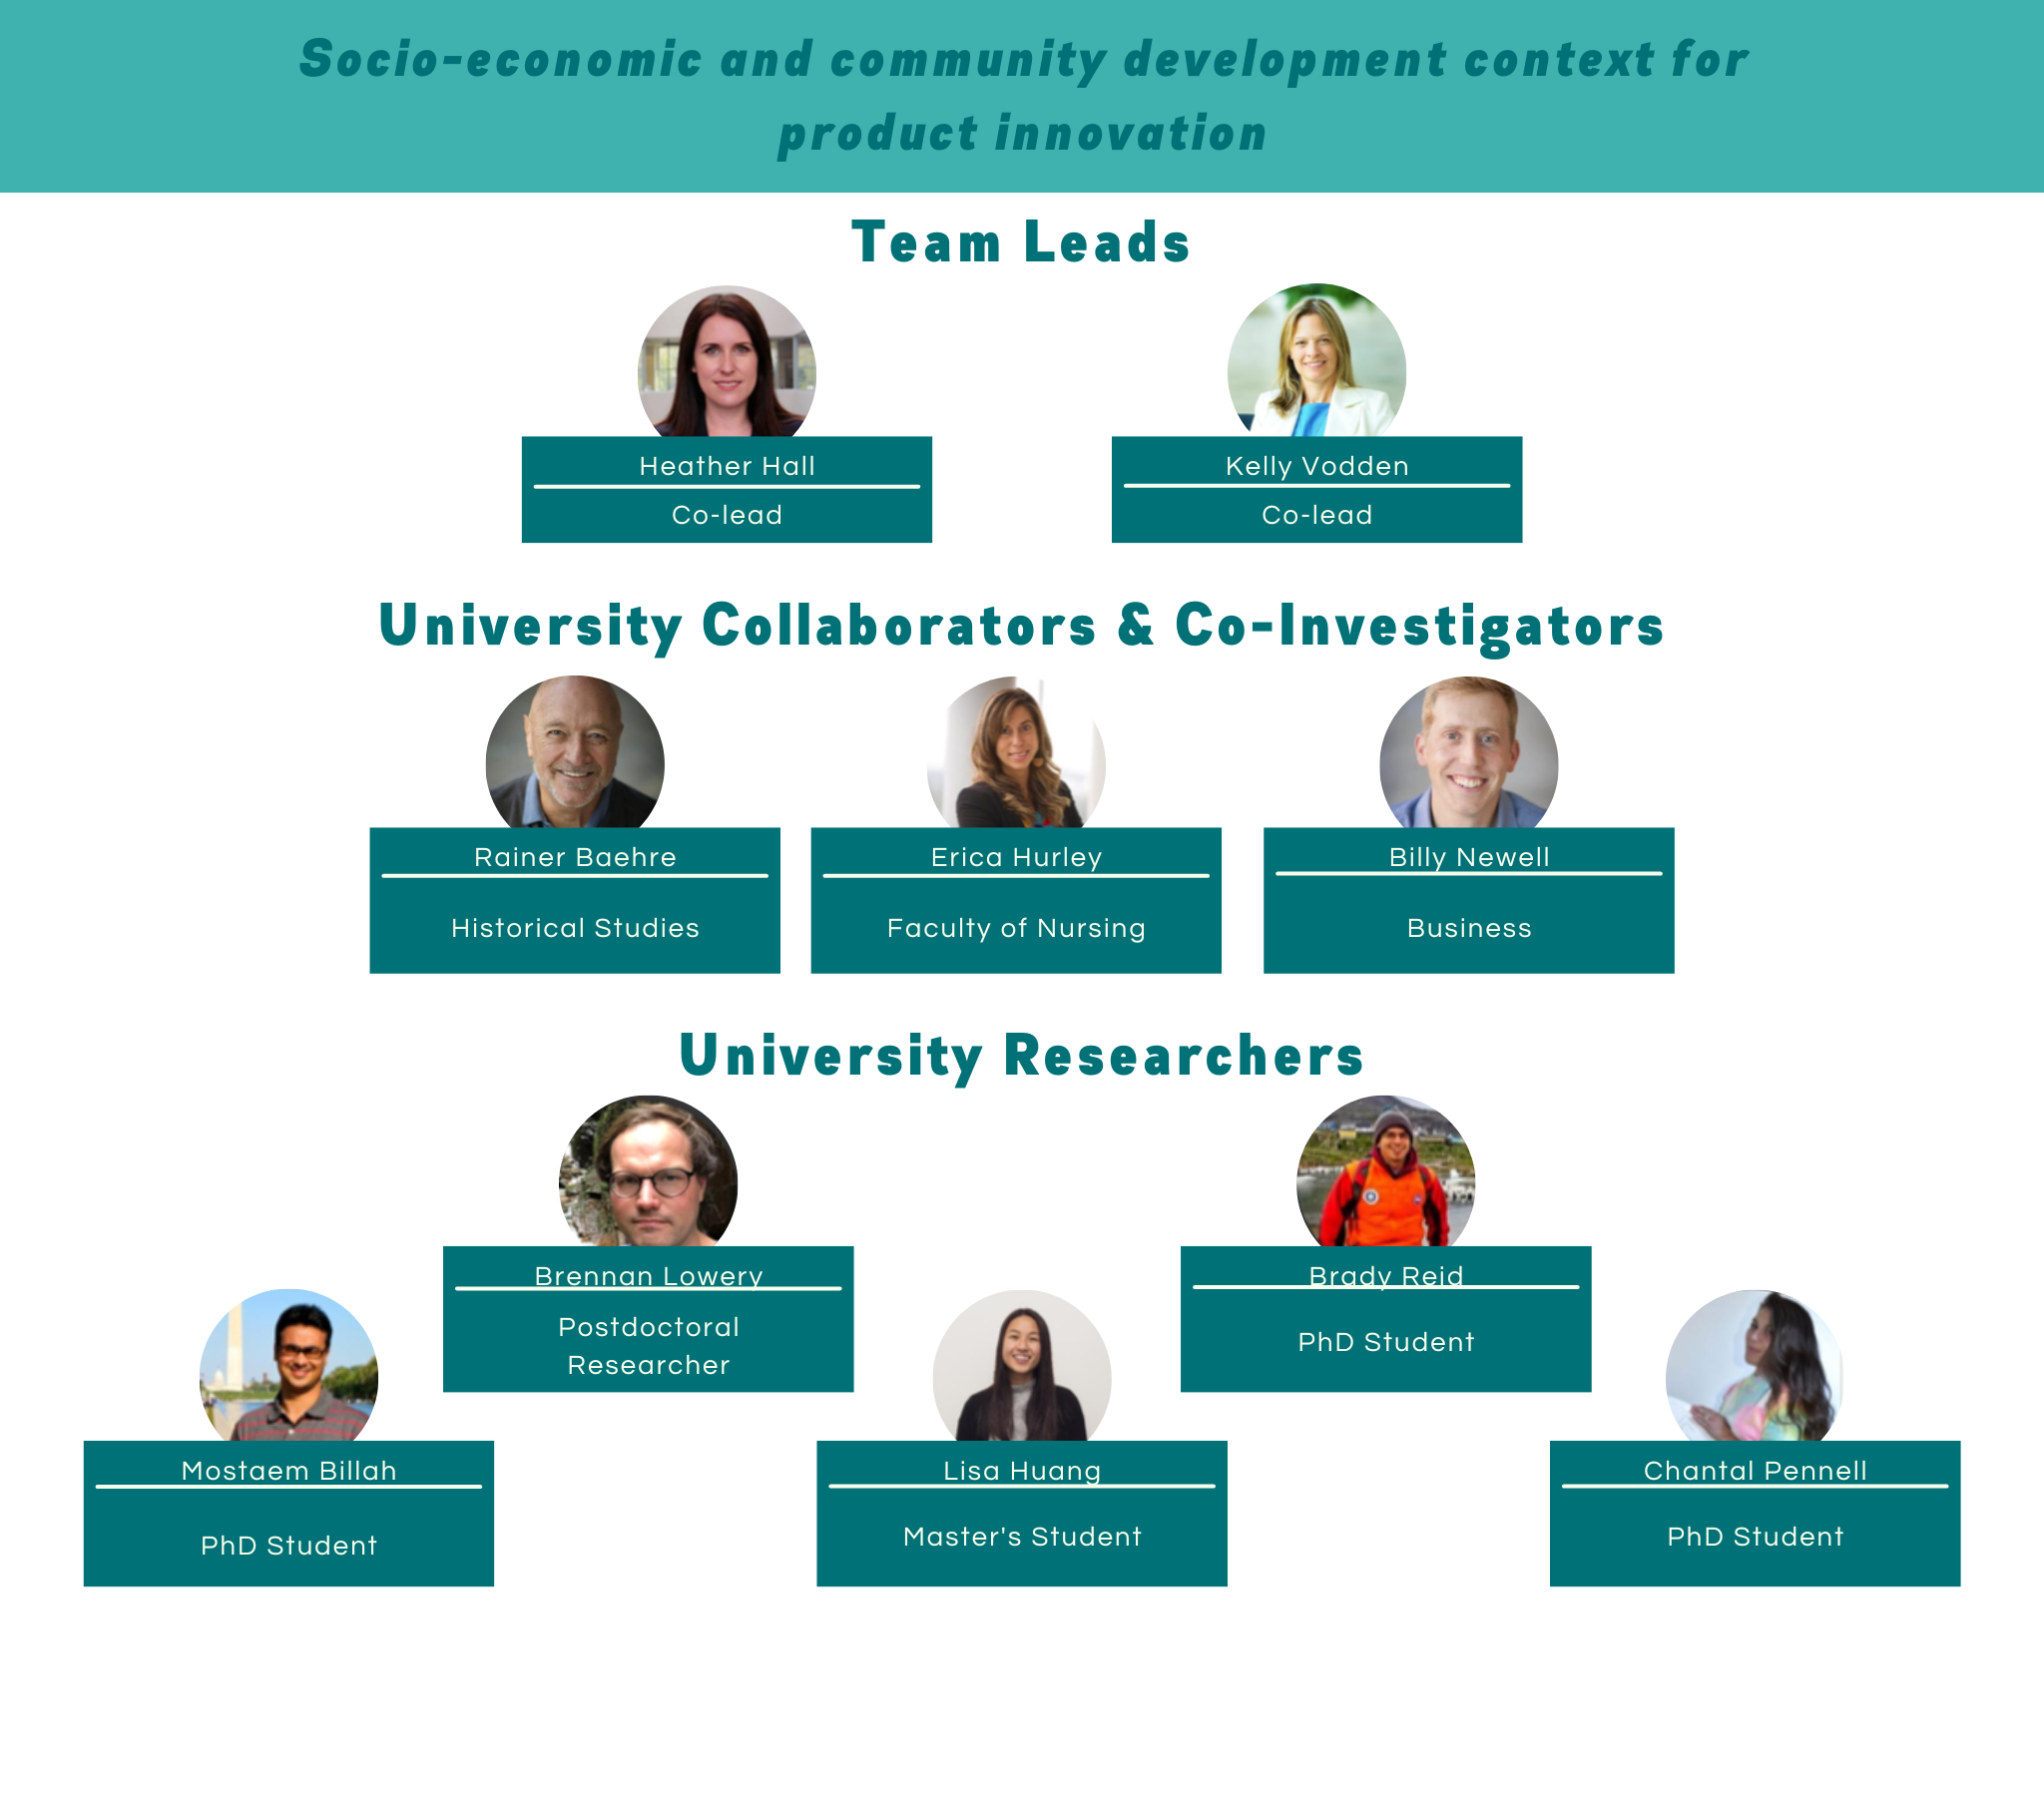 Socio-economic and community development context for
product innovation
Team Leads
Heather Hall
Co-lead
Kelly Vodden
Co-lead
University Collaborators & Co-Investigators
Rainer Baehre
Historical Studies
Erica Hurley
Faculty of Nursing
Billy Newell
Business
University Researchers
Brennan Lowery
Postdoctoral
Researcher
Brady Reid
PhD Student
Mostaem Billah
PhD Student
Lisa Huang
Master's Student
Chantal Pennell
PhD Student